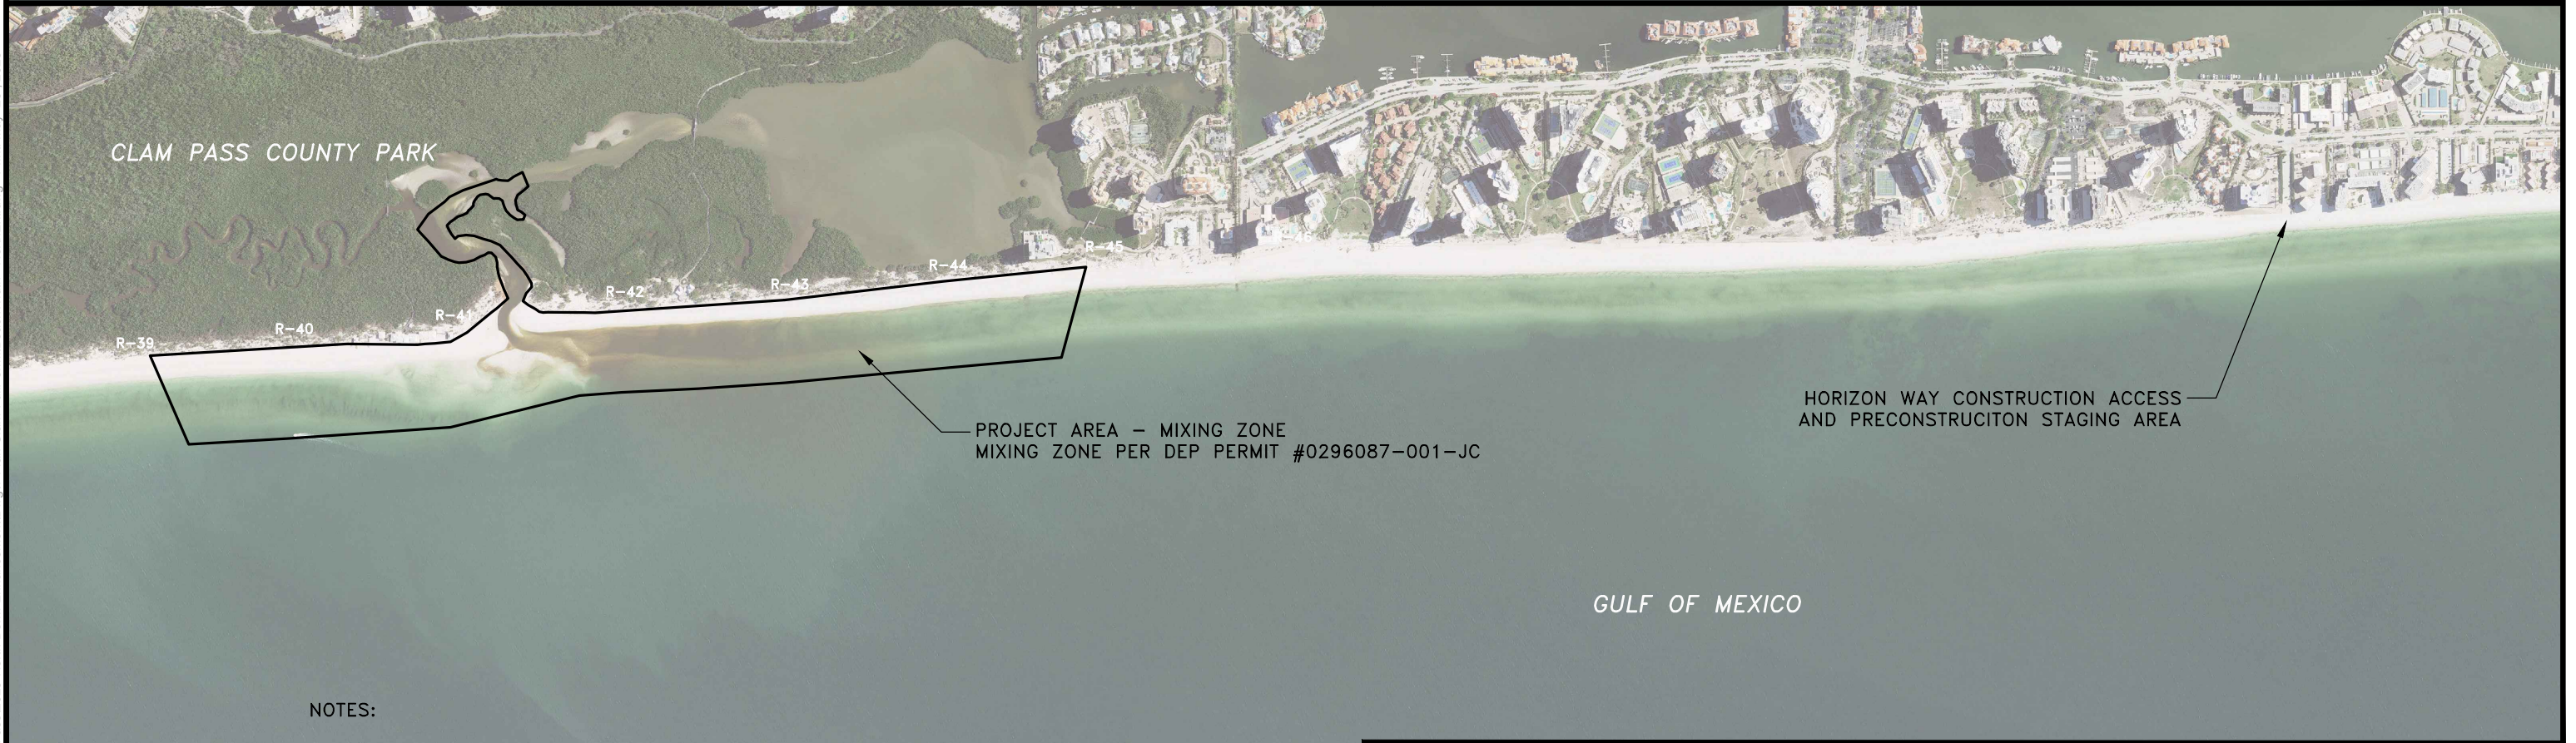 CLAM PASS COUNTY PARK
R-39
R-40
R-41
R-42
R-43
R-44
R-45
R-46
PROJECT AREA – MIXING ZONE
MIXING ZONE PER DEP PERMIT #0296087-001-JC
HORIZON WAY CONSTRUCTION ACCESS
AND PRECONSTRUCITON STAGING AREA
GULF OF MEXICO
NOTES: